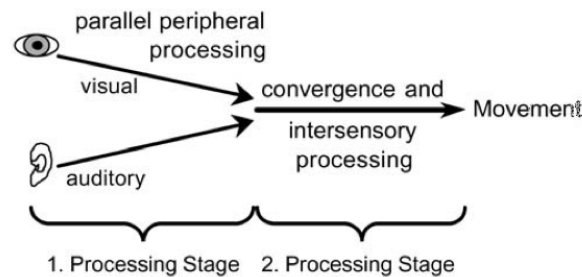 parallel peripheral
processing
visual
convergence and
intersensory
processing
Movement
auditory
1. Processing Stage
2. Processing Stage